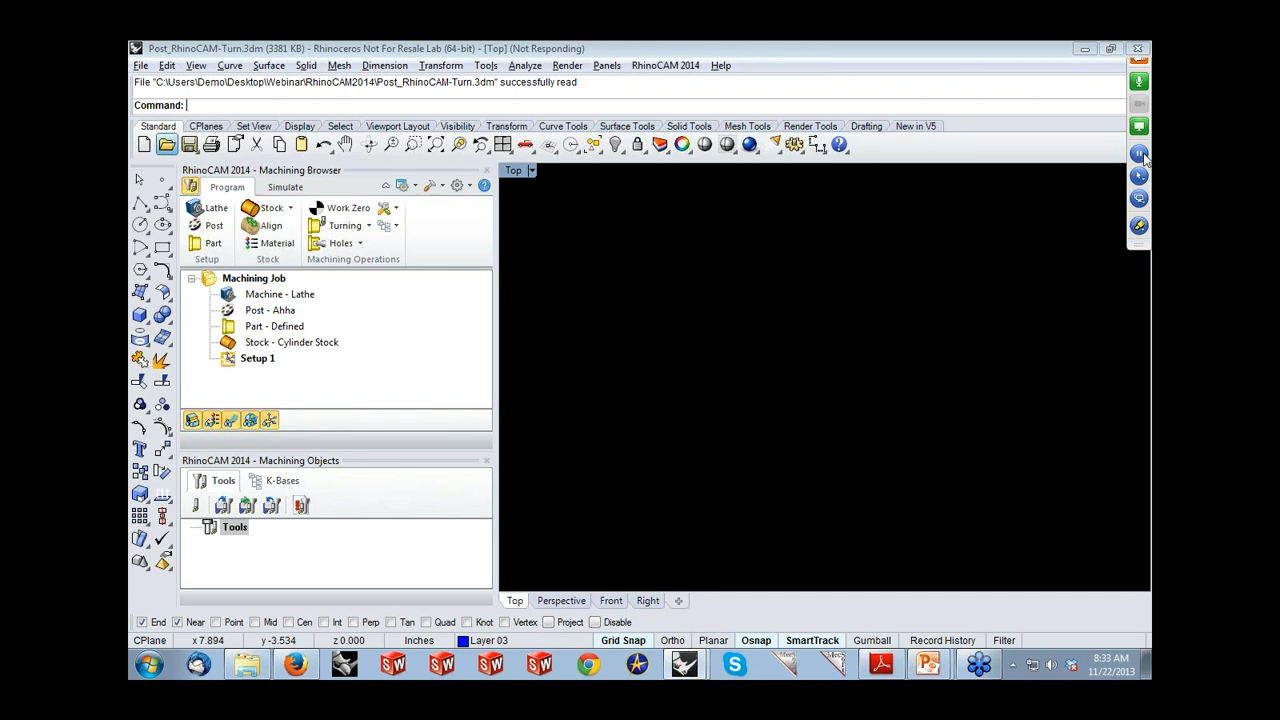 Post_RhinoCAM-Turn.3dm (3381 KB) - Rhinoceros Not For Resale Lab (64-bit) - [Top] (Not Responding)
File Edit View Curve Surface Solid Mesh Dimension Transform Tools Analyze Render Panels RhinoCAM 2014 Help
File "C:\Users\Demo\Desktop\Webinar\RhinoCAM2014\Post_RhinoCAM-Turn.3dm" successfully read
Command:
Standard CPlanes Set View Display Select Viewport Layout Visibility Transform Curve Tools Surface Tools Solid Tools Mesh Tools Render Tools Drafting New in V5
RhinoCAM 2014 - Machining Browser
Program Simulate
Lathe Stock Work Zero
Post Align Turning
Part Material Holes
Setup Stock Machining Operations
Machining Job
Machine - Lathe
Post - Ahha
Part - Defined
Stock - Cylinder Stock
Setup 1
RhinoCAM 2014 - Machining Objects
Tools K-Bases
Tools
Top
Top Perspective Front Right
End Near Point Mid Cen Int Perp Tan Quad Knot Vertex Project Disable
CPlane x 7.894 y -3.534 z 0.000 Inches Layer 03 Grid Snap Ortho Planar Osnap SmartTrack Gumball Record History Filter
SW SW SW SW
8:33 AM
11/22/2013